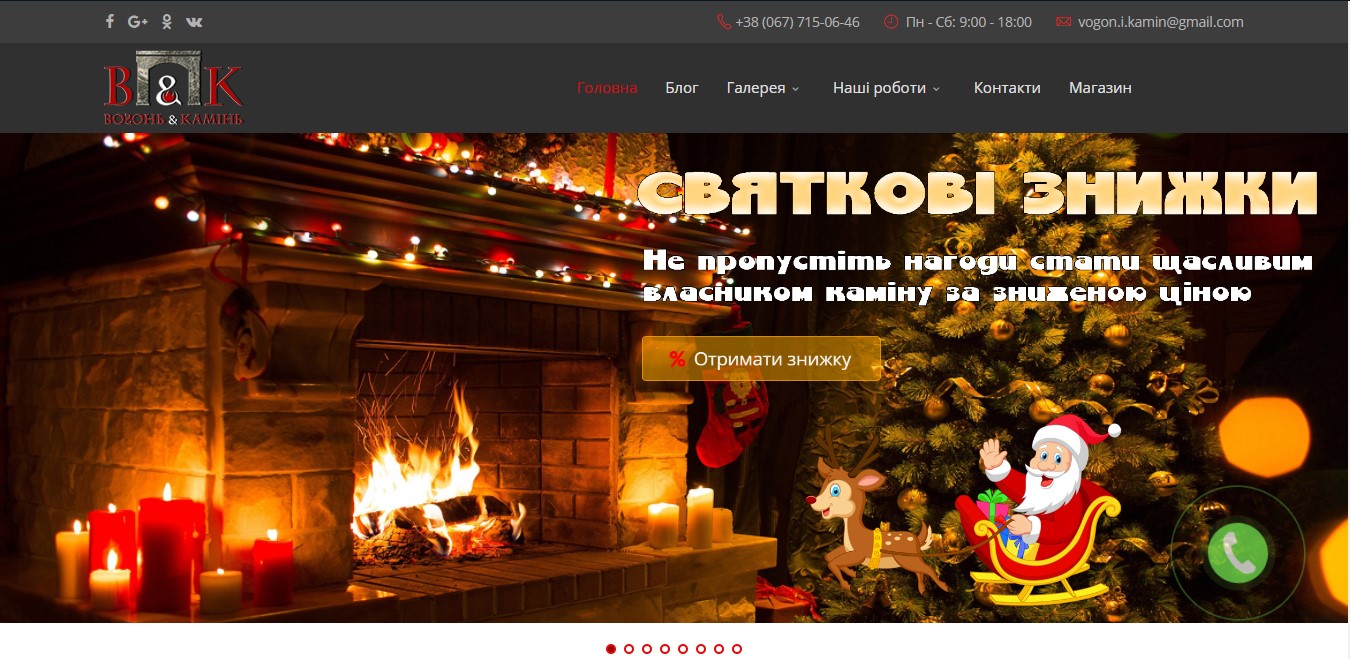 +38 (067) 715-06-46 Пн - Сб: 9:00 - 18:00 vogon.i.kamin@gmail.com
В&К
ВОГОНЬ & КАМІНЬ
Головна Блог Галерея Наші роботи Контакти Магазин
СВЯТКОВІ ЗНИЖКИ
Не пропустіть нагоди стати щасливим
власником каміну за зниженою ціною
% Отримати знижку